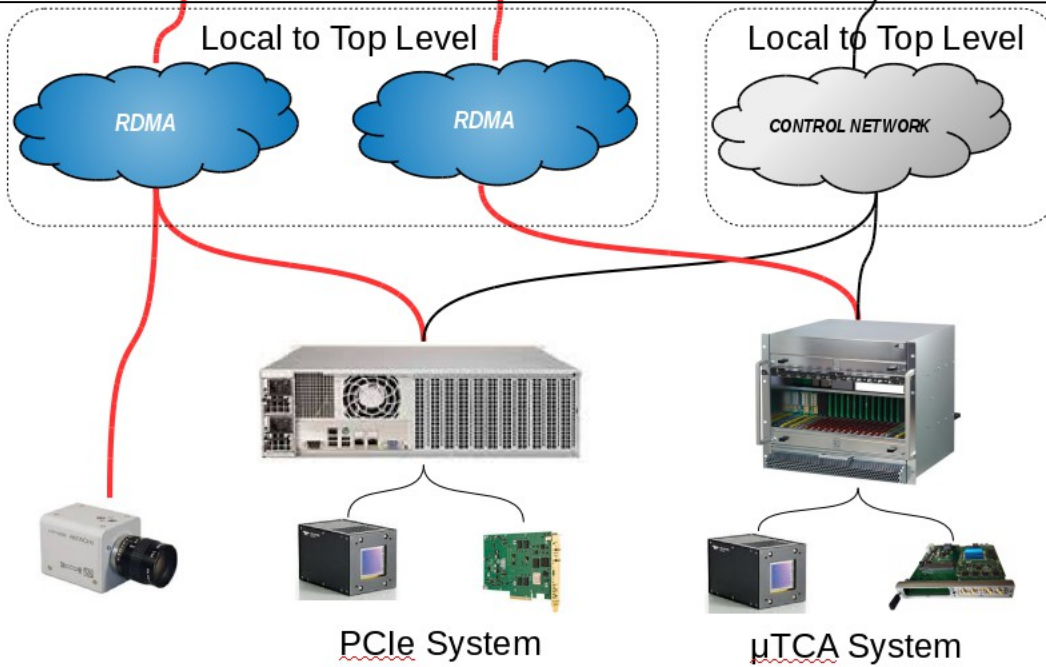 Local to Top Level
Local to Top Level
RDMA
RDMA
CONTROL NETWORK
PCIe System
µTCA System